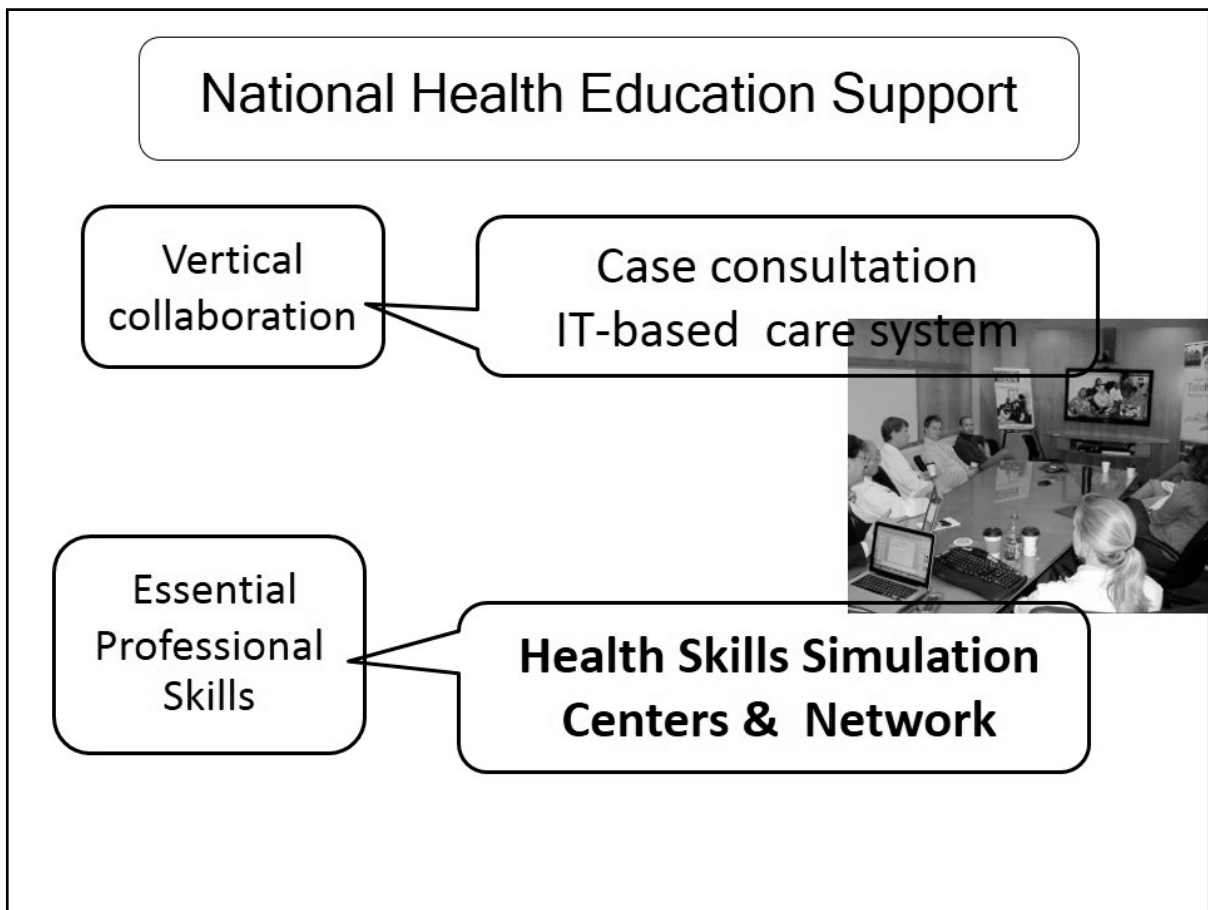 National Health Education Support
Vertical
collaboration
Case consultation
IT-based  care system
Essential
Professional
Skills
Health Skills Simulation
Centers &  Network